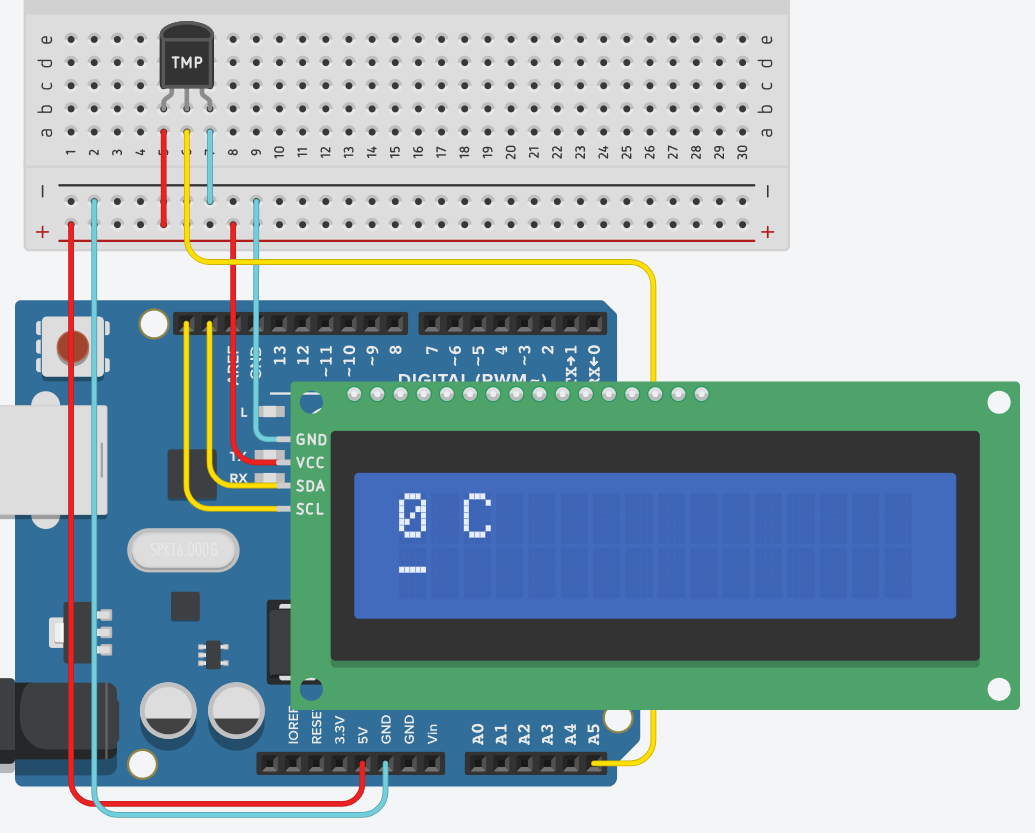 e e
d TMP d
c c
b b
a a
1 2 3 4 5 6 7 8 9 10 11 12 13 14 15 16 17 18 19 20 21 22 23 24 25 26 27 28 29 30
– –
+ +
AREF GND 13 12 ~11 ~10 ~9 8 7 ~6 ~5 4 ~3 2 TX→1 RX←0
DIGITAL (PWM~)
L
TX
RX
GND
VCC
SDA
SCL
0 C
_
SPKT6.000G
IOREF RESET 3.3V 5V GND GND Vin A0 A1 A2 A3 A4 A5